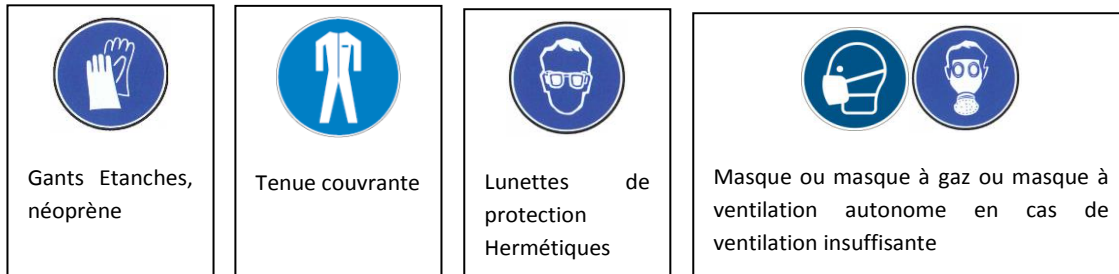 Gants Etanches,
néoprène
Tenue couvrante
Lunettes de
protection
Hermétiques
Masque ou masque à gaz ou masque à
ventilation autonome en cas de
ventilation insuffisante